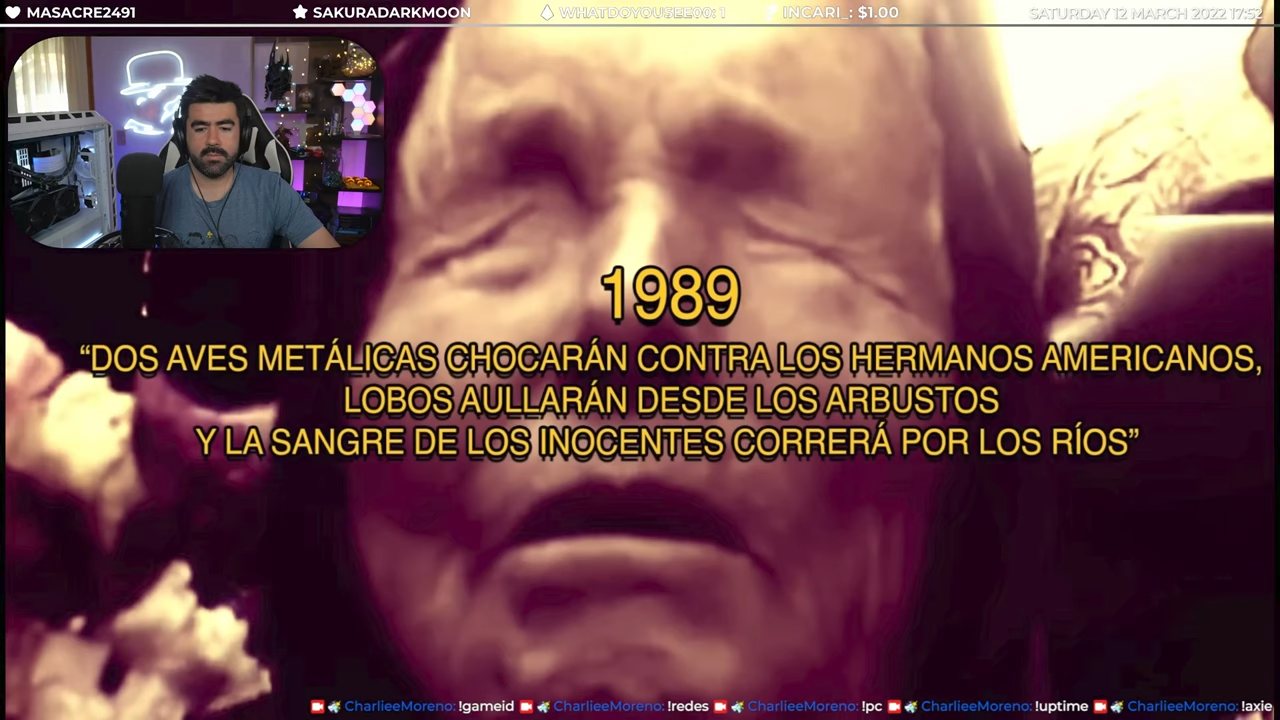 MASACRE2491 SAKURADARKMOON WHATDOYOUSEE00: 1 INCARI_: $1.00 SATURDAY 12 MARCH 2022 17:52
1989
“DOS AVES METÁLICAS CHOCARÁN CONTRA LOS HERMANOS AMERICANOS,
LOBOS AULLARÁN DESDE LOS ARBUSTOS
Y LA SANGRE DE LOS INOCENTES CORRERÁ POR LOS RÍOS”
CharlieeMoreno: !gameid CharlieeMoreno: !redes CharlieeMoreno: !pc CharlieeMoreno: !uptime CharlieeMoreno: !axie